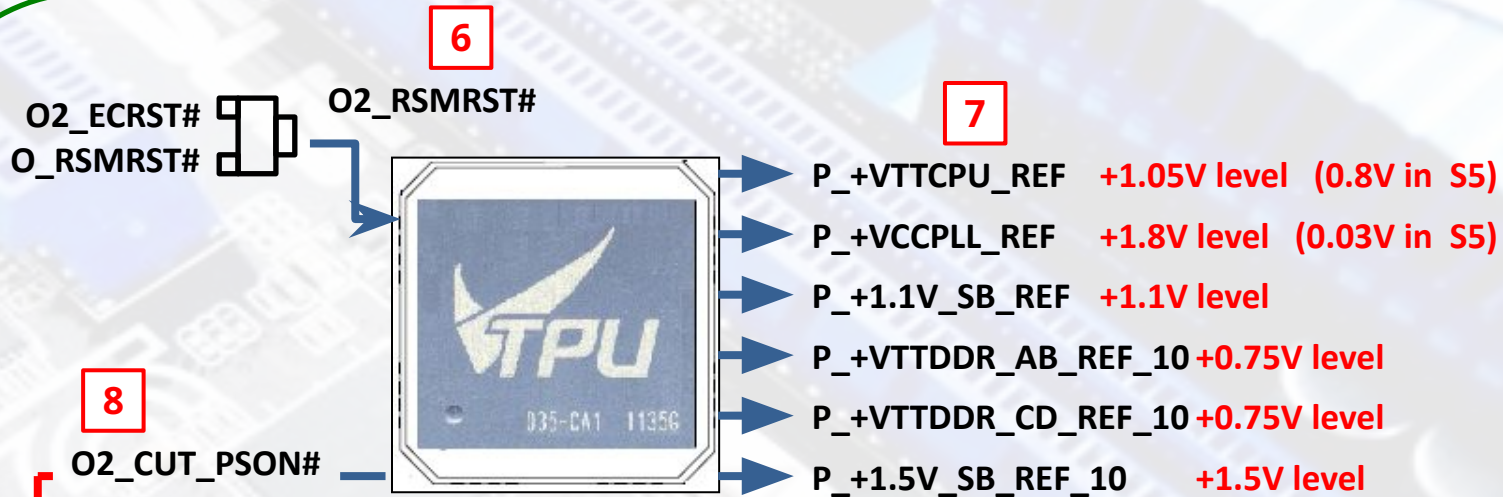 6
O2_ECRST#
O2_RSMRST#
O_RSMRST#
7
P_+VTTCPU_REF +1.05V level (0.8V in S5)
P_+VCCPLL_REF +1.8V level (0.03V in S5)
P_+1.1V_SB_REF +1.1V level
P_+VTTDDR_AB_REF_10 +0.75V level
P_+VTTDDR_CD_REF_10 +0.75V level
P_+1.5V_SB_REF_10 +1.5V level
TPU
D35-CA1 1135G
8
O2_CUT_PSON#